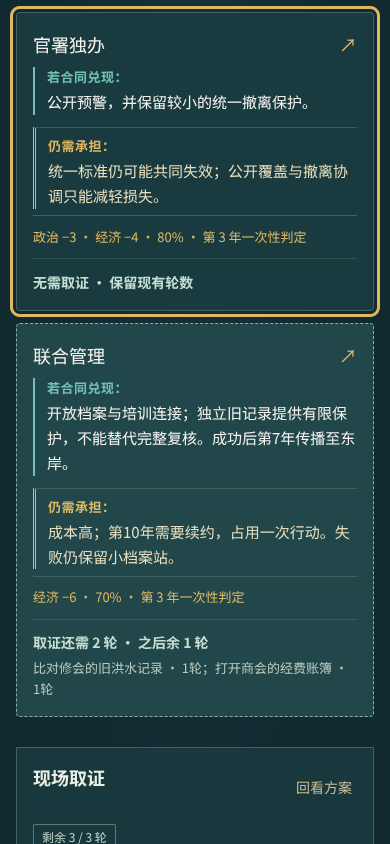 官署独办
↗
若合同兑现：
公开预警，并保留较小的统一撤离保护。
仍需承担：
统一标准仍可能共同失效；公开覆盖与撤离协
调只能减轻损失。
政治 −3 · 经济 −4 · 80% · 第 3 年一次性判定
无需取证 · 保留现有轮数
联合管理
↗
若合同兑现：
开放档案与培训连接；独立旧记录提供有限保
护，不能替代完整复核。成功后第7年传播至东
岸。
仍需承担：
成本高；第10年需要续约，占用一次行动。失
败仍保留小档案站。
经济 −6 · 70% · 第 3 年一次性判定
取证还需 2 轮 · 之后余 1 轮
比对修会的旧洪水记录 · 1轮；打开商会的经费账簿 ·
1轮
现场取证
回看方案
剩余 3 / 3 轮